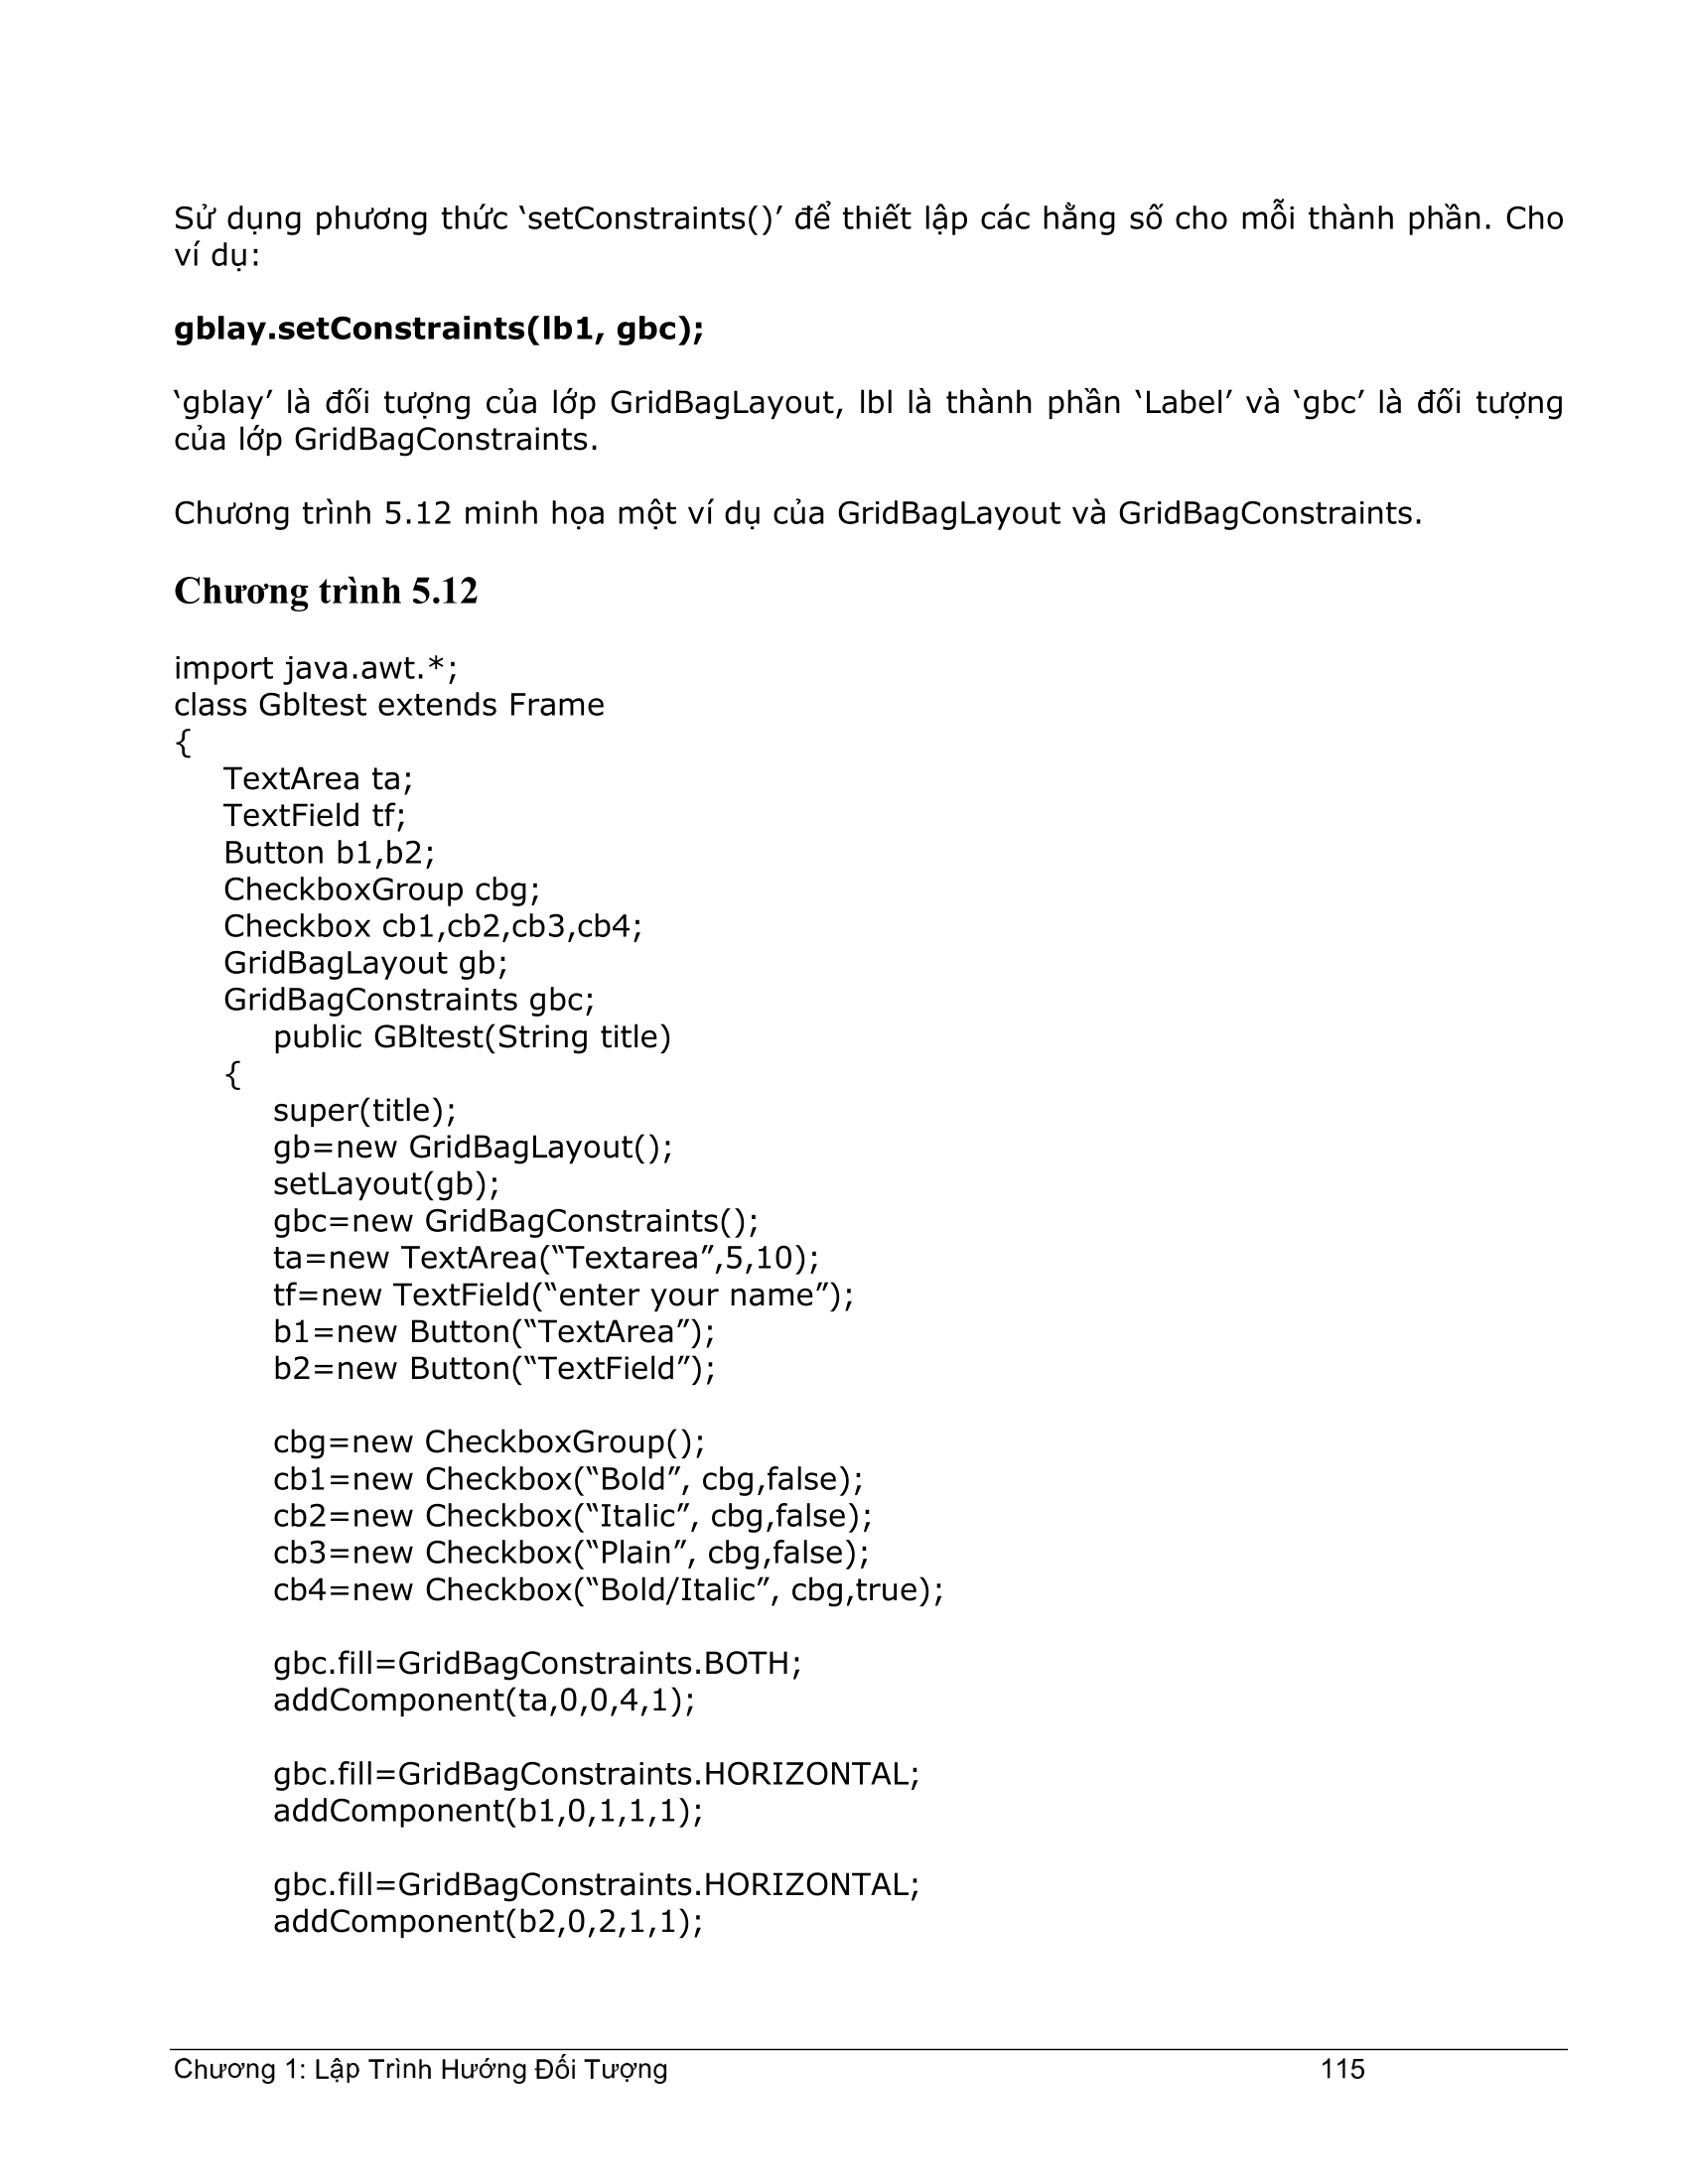 Sử dụng phương thức ‘setConstraints()’ để thiết lập các hằng số cho mỗi thành phần. Cho
ví dụ:
gblay.setConstraints(lb1, gbc);
‘gblay’ là đối tượng của lớp GridBagLayout, lbl là thành phần ‘Label’ và ‘gbc’ là đối tượng
của lớp GridBagConstraints.
Chương trình 5.12 minh họa một ví dụ của GridBagLayout và GridBagConstraints.
Chương trình 5.12
import java.awt.*;
class Gbltest extends Frame
{
TextArea ta;
TextField tf;
Button b1,b2;
CheckboxGroup cbg;
Checkbox cb1,cb2,cb3,cb4;
GridBagLayout gb;
GridBagConstraints gbc;
public GBltest(String title)
{
super(title);
gb=new GridBagLayout();
setLayout(gb);
gbc=new GridBagConstraints();
ta=new TextArea(“Textarea”,5,10);
tf=new TextField(“enter your name”);
b1=new Button(“TextArea”);
b2=new Button(“TextField”);
cbg=new CheckboxGroup();
cb1=new Checkbox(“Bold”, cbg,false);
cb2=new Checkbox(“Italic”, cbg,false);
cb3=new Checkbox(“Plain”, cbg,false);
cb4=new Checkbox(“Bold/Italic”, cbg,true);
gbc.fill=GridBagConstraints.BOTH;
addComponent(ta,0,0,4,1);
gbc.fill=GridBagConstraints.HORIZONTAL;
addComponent(b1,0,1,1,1);
gbc.fill=GridBagConstraints.HORIZONTAL;
addComponent(b2,0,2,1,1);
Chương 1: Lập Trình Hướng Đối Tượng 115